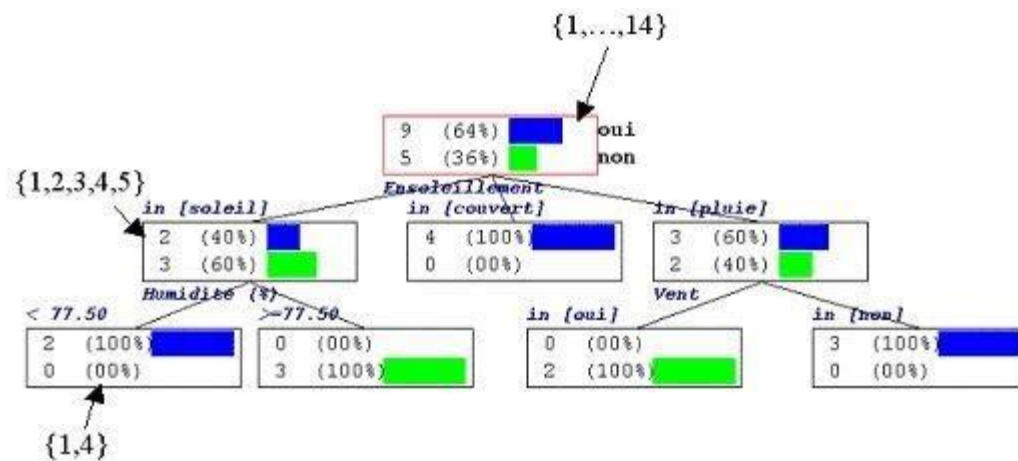 {1,…,14}
9 (64%) oui
5 (36%) non
{1,2,3,4,5}
Ensoleillement
in [soleil] in [couvert] in [pluie]
2 (40%) 4 (100%) 3 (60%)
3 (60%) 0 (00%) 2 (40%)
Humidité (%) Vent
< 77.50 >=77.50 in [oui] in [non]
2 (100%) 0 (00%) 0 (00%) 3 (100%)
0 (00%) 3 (100%) 2 (100%) 0 (00%)
{1,4}